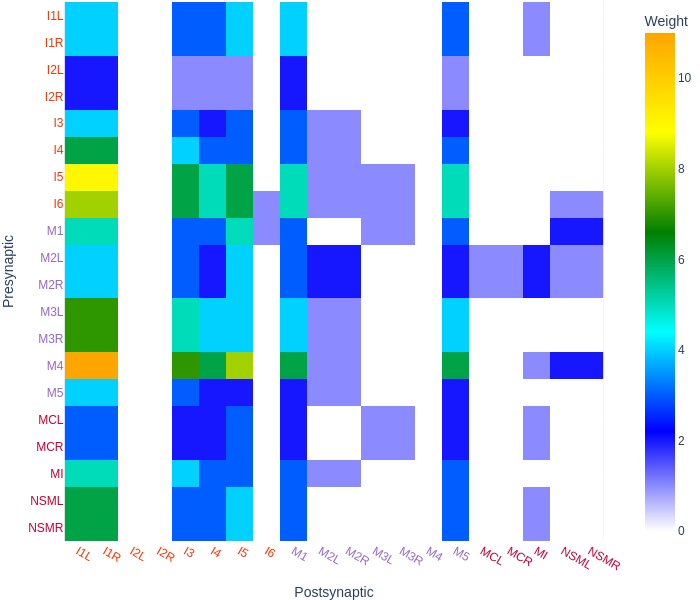 Weight
I1L
I1R
I2L
I2R
I3
I4
I5
I6
M1
M2L
M2R
M3L
M3R
M4
M5
MCL
MCR
MI
NSML
NSMR
Presynaptic
I1L I1R I2L I2R I3 I4 I5 I6 M1 M2L M2R M3L M3R M4 M5 MCL MCR MI NSML NSMR
Postsynaptic
10
8
6
4
2
0